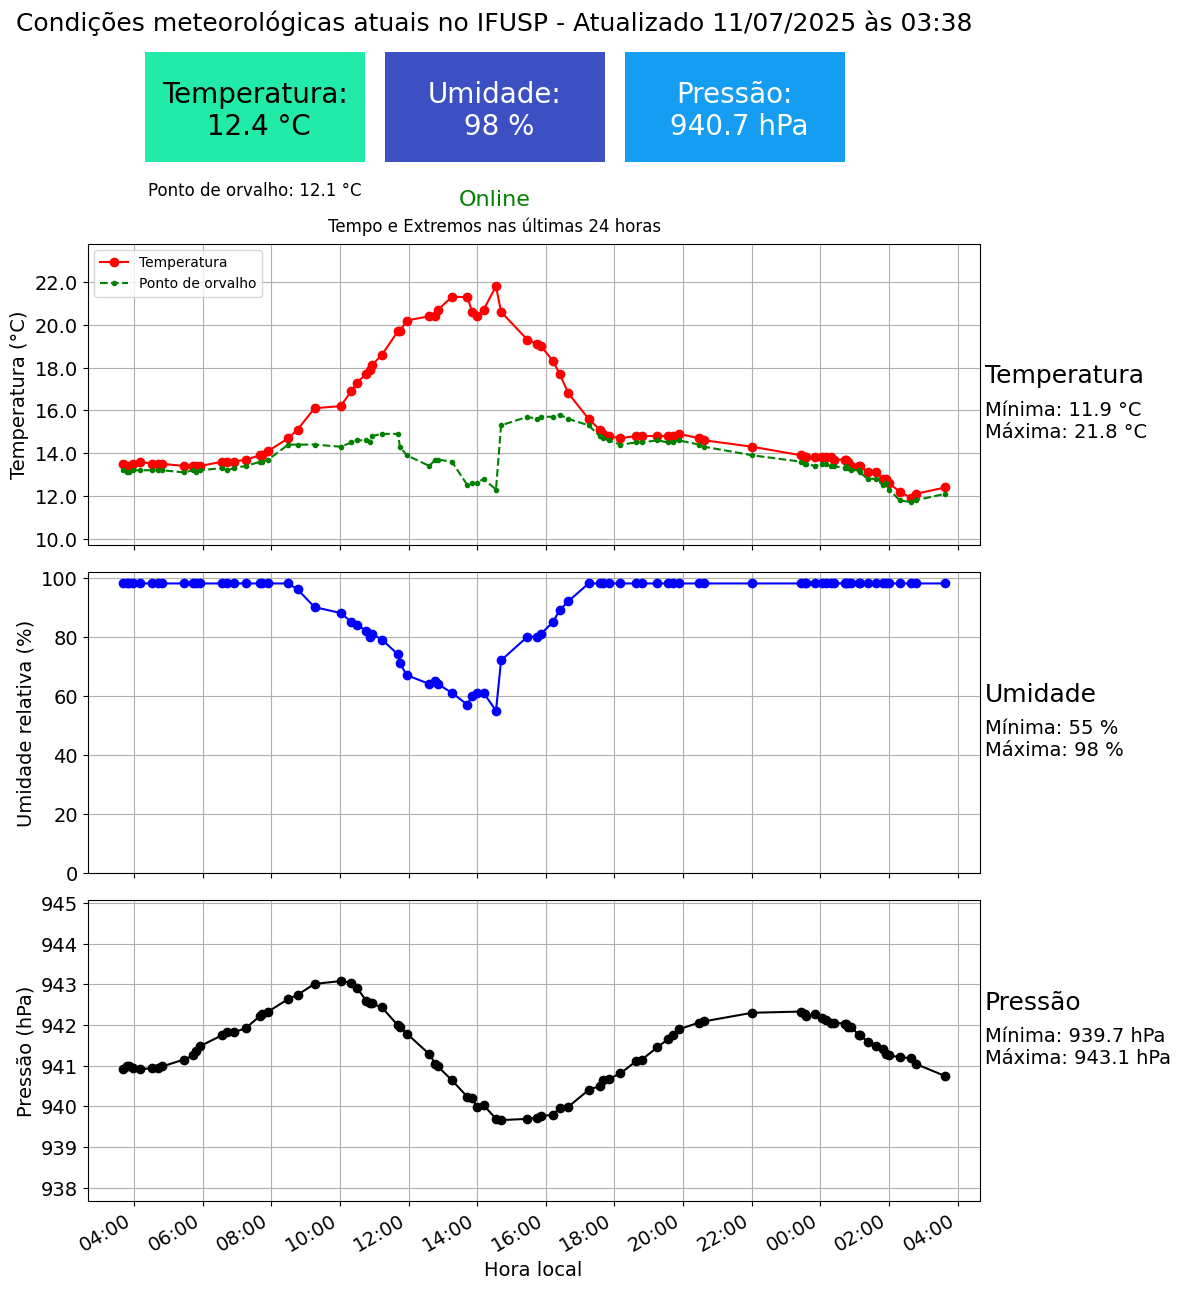 Condições meteorológicas atuais no IFUSP - Atualizado 11/07/2025 às 03:38
Temperatura:
12.4 °C
Umidade:
98 %
Pressão:
940.7 hPa
Ponto de orvalho: 12.1 °C
Online
Tempo e Extremos nas últimas 24 horas
Temperatura
Ponto de orvalho
Temperatura (°C)
22.0
20.0
18.0
16.0
14.0
12.0
10.0
Temperatura
Mínima: 11.9 °C
Máxima: 21.8 °C
Umidade relativa (%)
100
80
60
40
20
0
Umidade
Mínima: 55 %
Máxima: 98 %
Pressão (hPa)
945
944
943
942
941
940
939
938
Pressão
Mínima: 939.7 hPa
Máxima: 943.1 hPa
04:00
06:00
08:00
10:00
12:00
14:00
16:00
18:00
20:00
22:00
00:00
02:00
04:00
Hora local